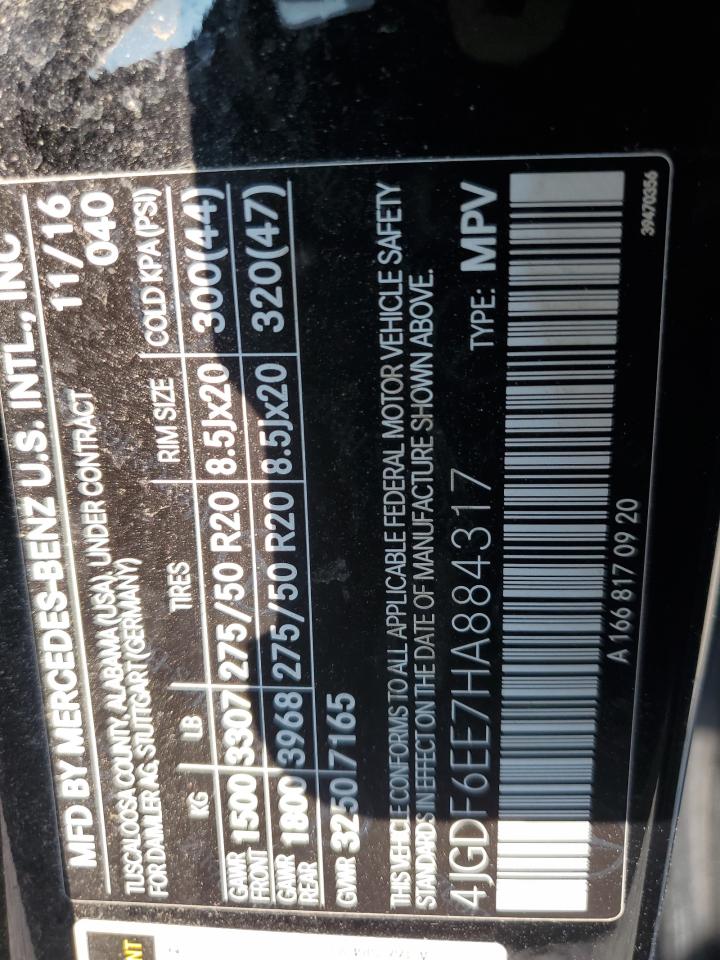 MFD BY MERCEDES-BENZ U.S. INTL., INC
TUSCALOOSA COUNTY, ALABAMA (USA), UNDER CONTRACT 11/16
FOR DAIMLER AG, STUTTGART (GERMANY) 040
KG LB TIRES RIM SIZE COLD KPA (PSI)
GAWR FRONT 1500 3307 275/50 R20 8.5Jx20 300(44)
GAWR REAR 1800 3968 275/50 R20 8.5Jx20 320(47)
GVWR 3250 7165
THIS VEHICLE CONFORMS TO ALL APPLICABLE FEDERAL MOTOR VEHICLE SAFETY
STANDARDS IN EFFECT ON THE DATE OF MANUFACTURE SHOWN ABOVE.
4JGDF6EE7HA884317 TYPE: MPV
A 166 817 09 20
39470356